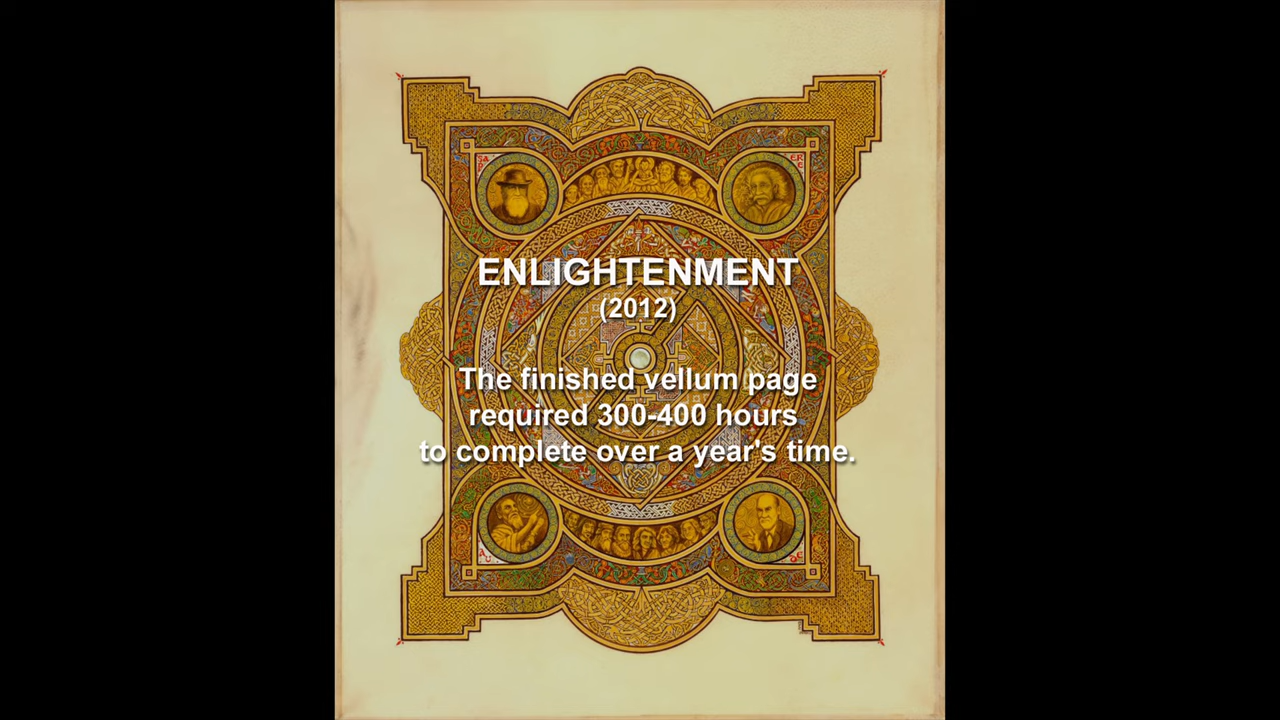 ENLIGHTENMENT
(2012)
The finished vellum page
required 300-400 hours
to complete over a year's time.